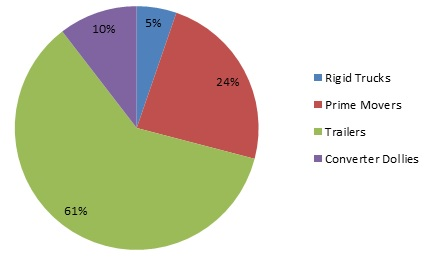 5%
10%
24%
61%
Rigid Trucks
Prime Movers
Trailers
Converter Dollies